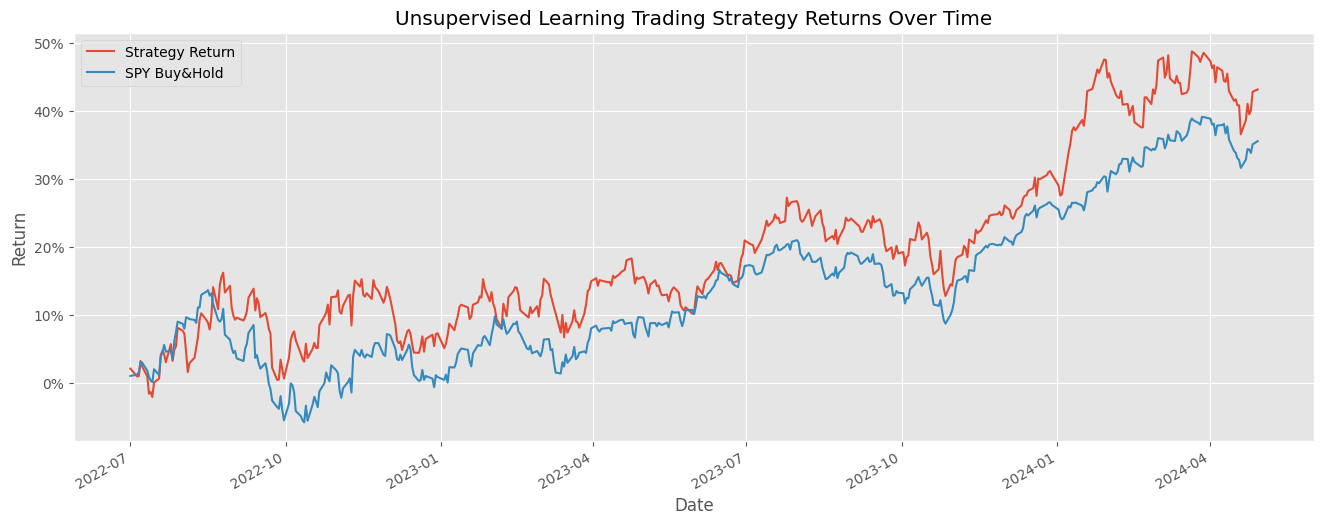 Unsupervised Learning Trading Strategy Returns Over Time
Strategy Return
SPY Buy&Hold
50%
40%
30%
20%
10%
0%
Return
2022-07
2022-10
2023-01
2023-04
2023-07
2023-10
2024-01
2024-04
Date